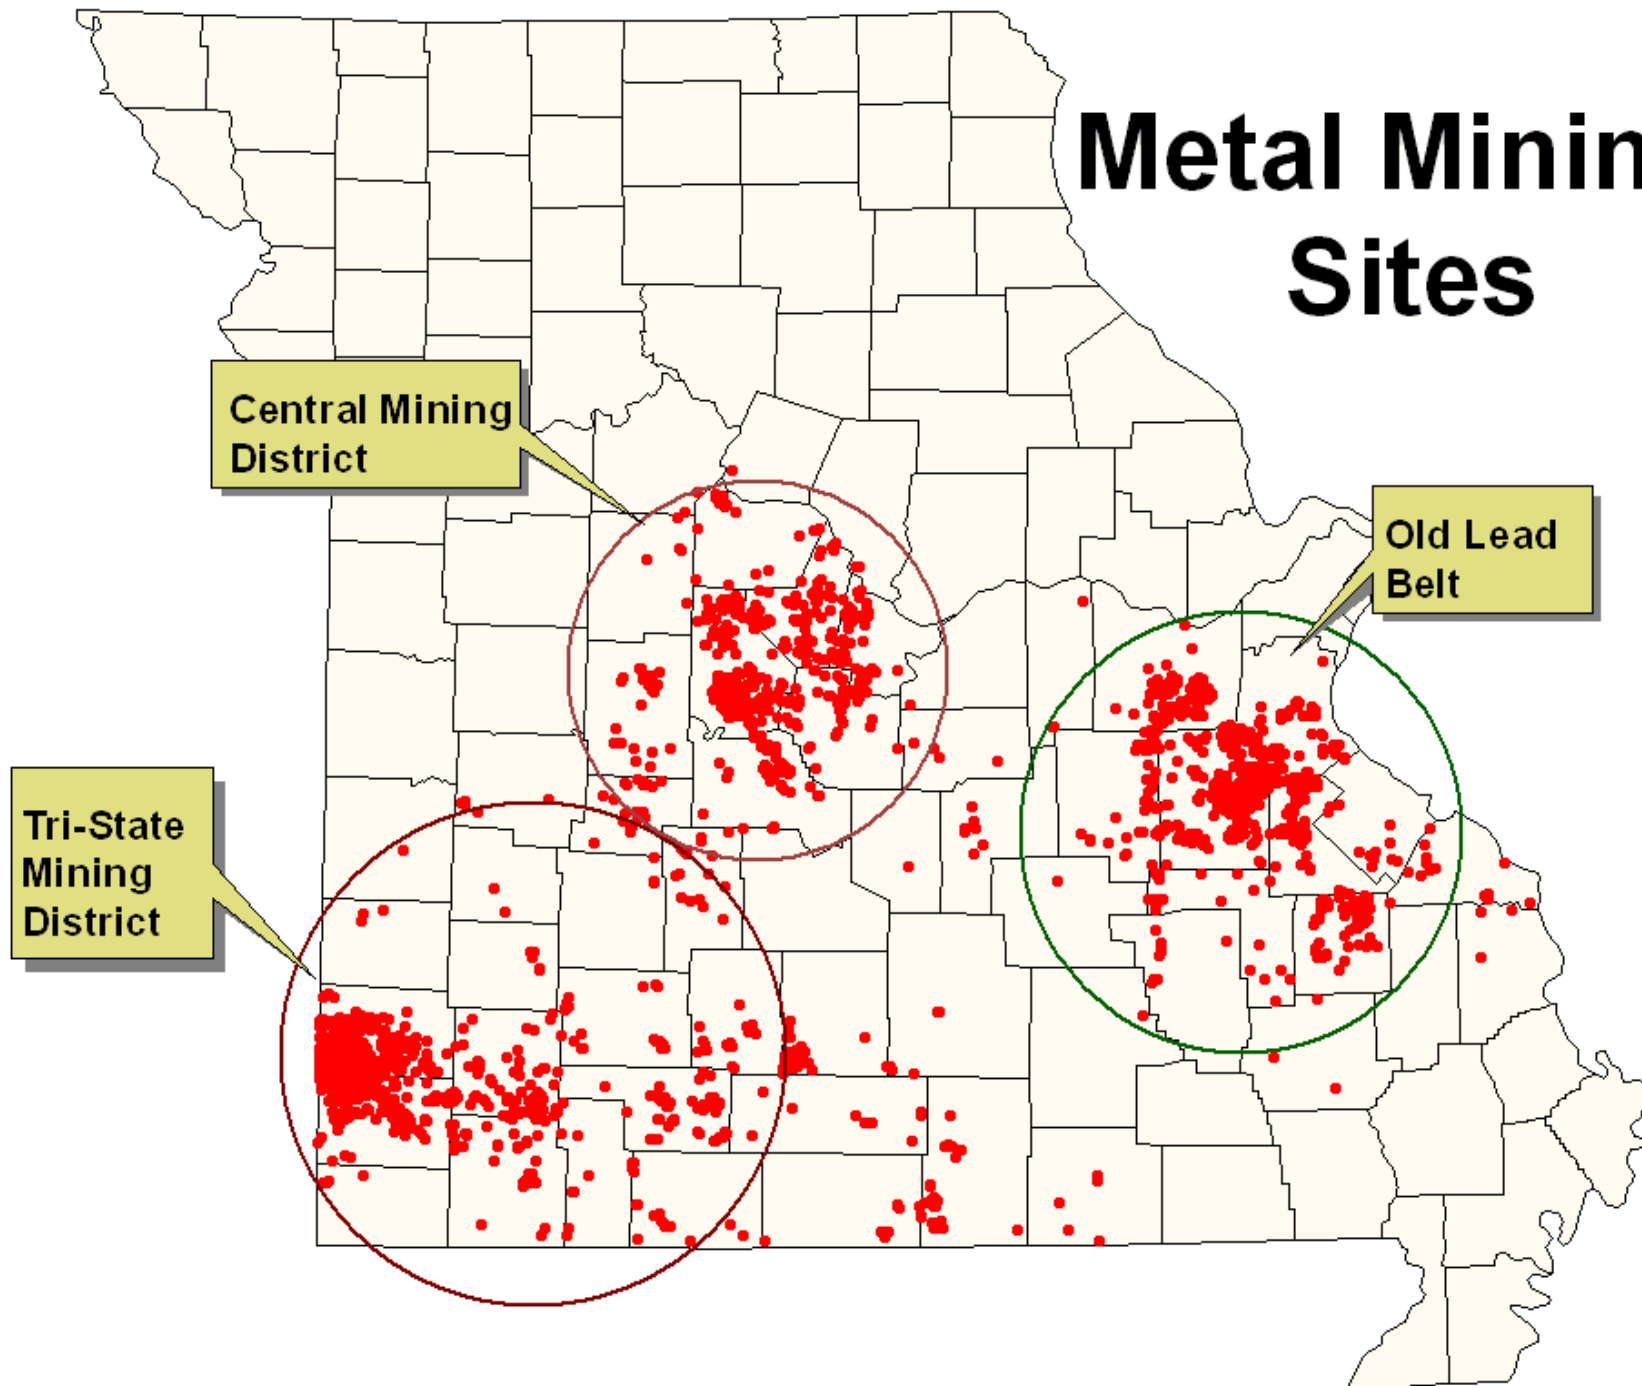 Metal Minin
Sites
Central Mining
District
Old Lead
Belt
Tri-State
Mining
District